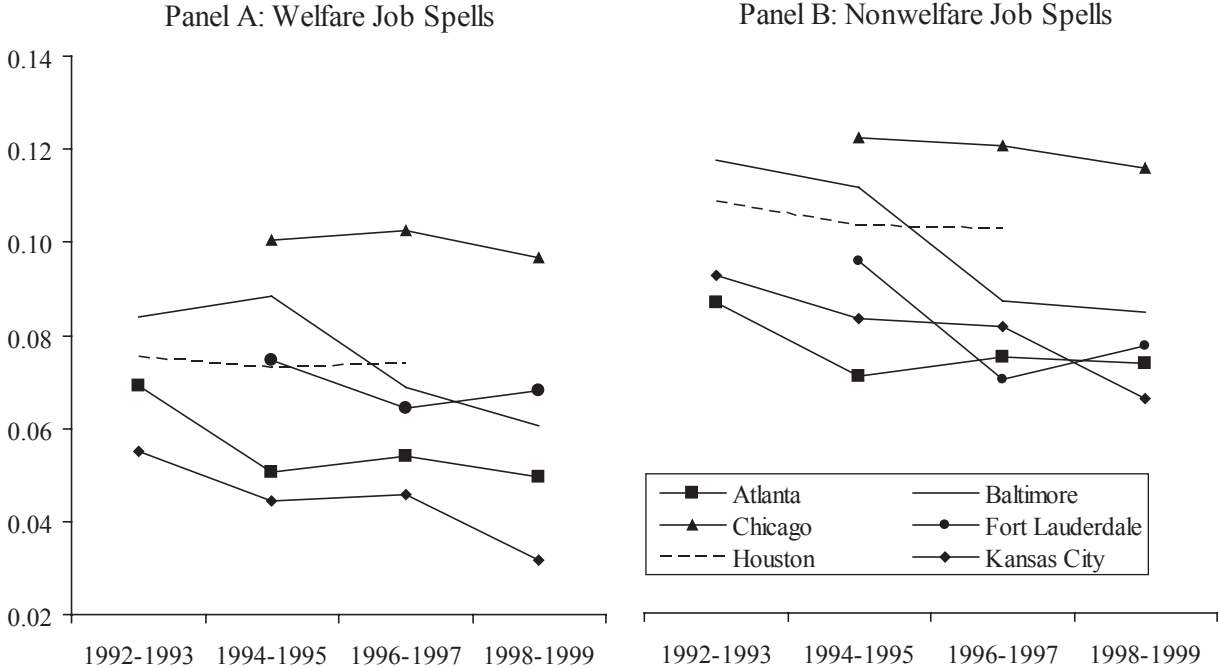 Panel A: Welfare Job Spells
Panel B: Nonwelfare Job Spells
0.14
0.12
0.10
0.08
0.06
0.04
0.02
Atlanta
Baltimore
Chicago
Fort Lauderdale
Houston
Kansas City
1992-1993 1994-1995 1996-1997 1998-1999
1992-1993 1994-1995 1996-1997 1998-1999